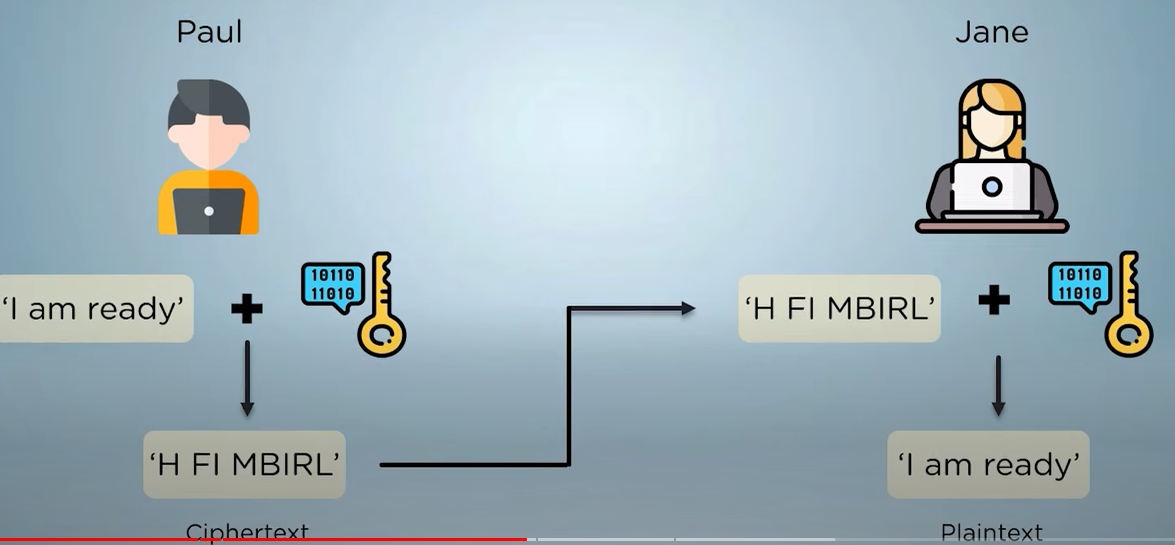 Paul
Jane
‘I am ready’
10110
11010
‘H FI MBIRL’
10110
11010
‘H FI MBIRL’
‘I am ready’
Ciphertext
Plaintext